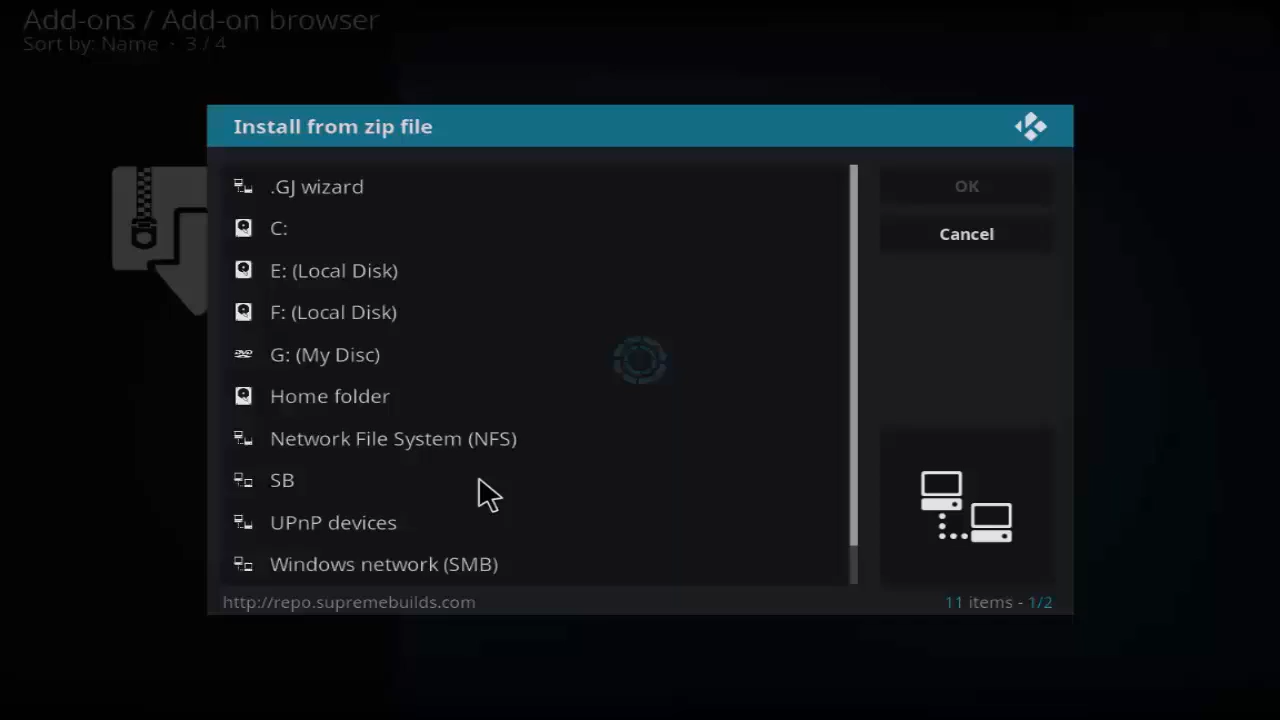 Add-ons / Add-on browser
Sort by: Name · 3 / 4
Install from zip file
.GJ wizard
C:
E: (Local Disk)
F: (Local Disk)
G: (My Disc)
Home folder
Network File System (NFS)
SB
UPnP devices
Windows network (SMB)
OK
Cancel
http://repo.supremebuilds.com
11 items - 1/2